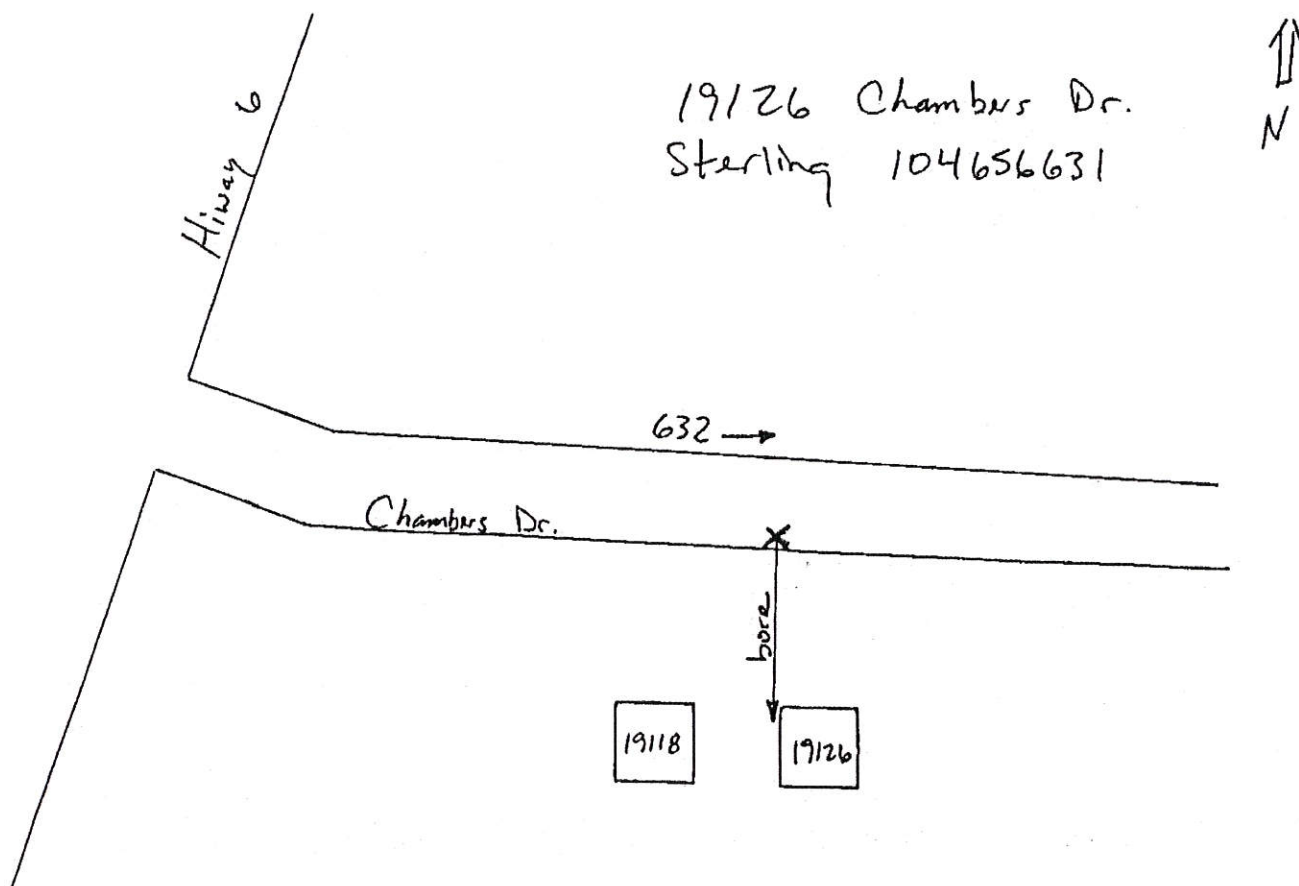 19126 Chambers Dr.
Sterling 104656631
N
Hiway 6
632
Chambers Dr.
bore
19118
19126